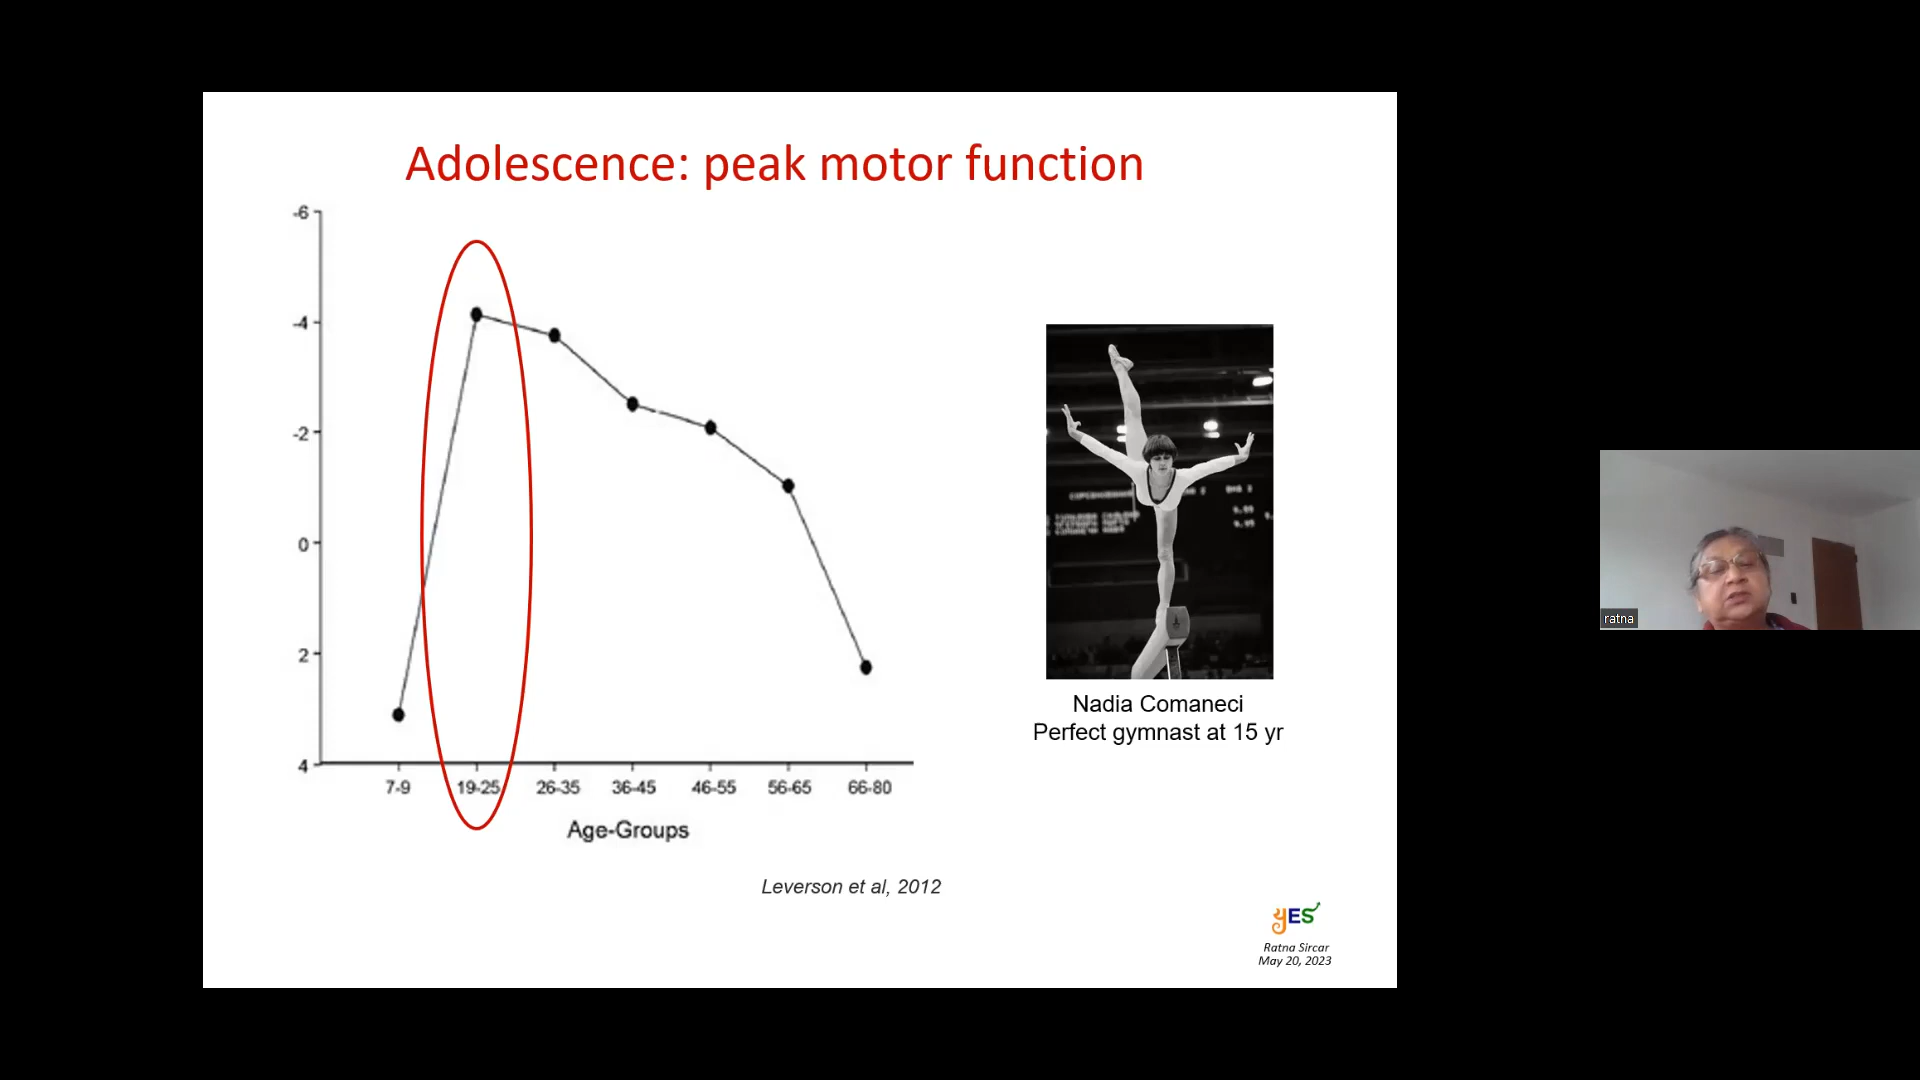 Adolescence: peak motor function
-6
-4
-2
0
2
4
7-9 19-25 26-35 36-45 46-55 56-65 66-80
Age-Groups
Leverson et al, 2012
Nadia Comaneci
Perfect gymnast at 15 yr
yES
Ratna Sircar
May 20, 2023
ratna